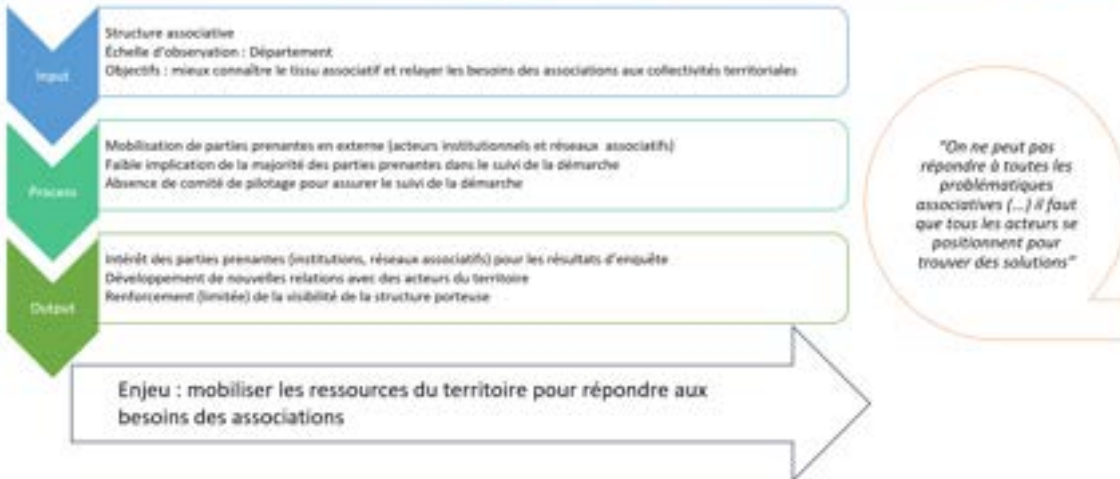 Input
Structure associative
Échelle d'observation : Département
Objectifs : mieux connaître le tissu associatif et relayer les besoins des associations aux collectivités territoriales
Process
Mobilisation de parties prenantes en externe (acteurs institutionnels et réseaux associatifs)
Faible implication de la majorité des parties prenantes dans le suivi de la démarche
Absence de comité de pilotage pour assurer le suivi de la démarche
Output
Intérêt des parties prenantes (institutions, réseaux associatifs) pour les résultats d'enquête
Développement de nouvelles relations avec des acteurs du territoire
Renforcement (limitée) de la visibilité de la structure porteuse
Enjeu : mobiliser les ressources du territoire pour répondre aux
besoins des associations
"On ne peut pas
répondre à toutes les
problématiques
associatives (...) il faut
que tous les acteurs se
positionnent pour
trouver des solutions"